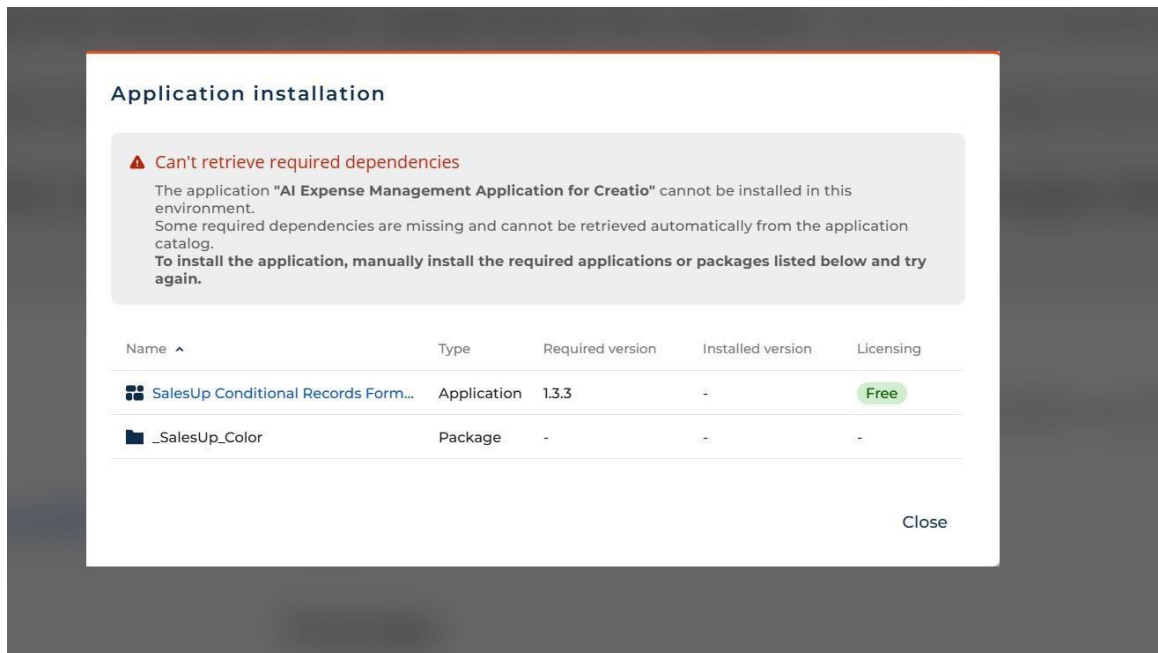 Application installation
Can't retrieve required dependencies
The application "AI Expense Management Application for Creatio" cannot be installed in this
environment.
Some required dependencies are missing and cannot be retrieved automatically from the application
catalog.
To install the application, manually install the required applications or packages listed below and try
again.
Name Type Required version Installed version Licensing
SalesUp Conditional Records Form... Application 1.3.3 - Free
_SalesUp_Color Package - - -
Close